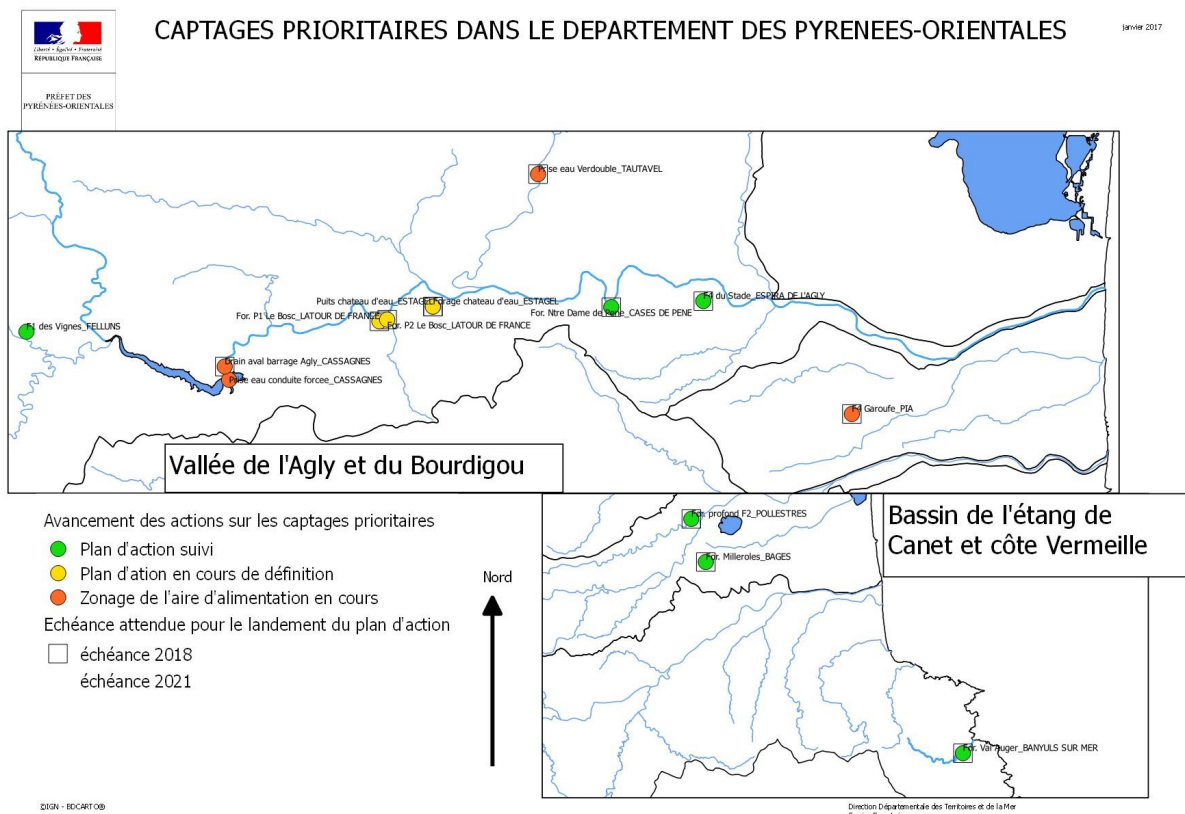 CAPTAGES PRIORITAIRES DANS LE DEPARTEMENT DES PYRENEES-ORIENTALES
janvier 2017
Liberté • Égalité • Fraternité
RÉPUBLIQUE FRANÇAISE
PRÉFET DES
PYRÉNÉES-ORIENTALES
Prise eau Verdouble_TAUTAVEL
Puits chateau d'eau_ESTAGEL
Forage chateau d'eau_ESTAGEL
du Stade_ESPIRA DE L'AGLY
For. P1 Le Bosc_LATOUR DE FRANCE
For. Ntre Dame de Pene_CASES DE PENE
For. P2 Le Bosc_LATOUR DE FRANCE
F1 des Vignes_FELLUNS
Drain aval barrage Agly_CASSAGNES
Prise eau conduite forcee_CASSAGNES
Garoufe_PIA
Vallée de l'Agly et du Bourdigou
For. profond F2_POLLESTRES
Bassin de l'étang de
Canet et côte Vermeille
For. Milleroles_BAGES
Avancement des actions sur les captages prioritaires
Plan d'action suivi
Plan d'ation en cours de définition
Zonage de l'aire d'alimentation en cours
Echéance attendue pour le landement du plan d'action
échéance 2018
échéance 2021
Nord
For. Val Auger_BANYULS SUR MER
©IGN - BDCARTO®
Direction Départementale des Territoires et de la Mer